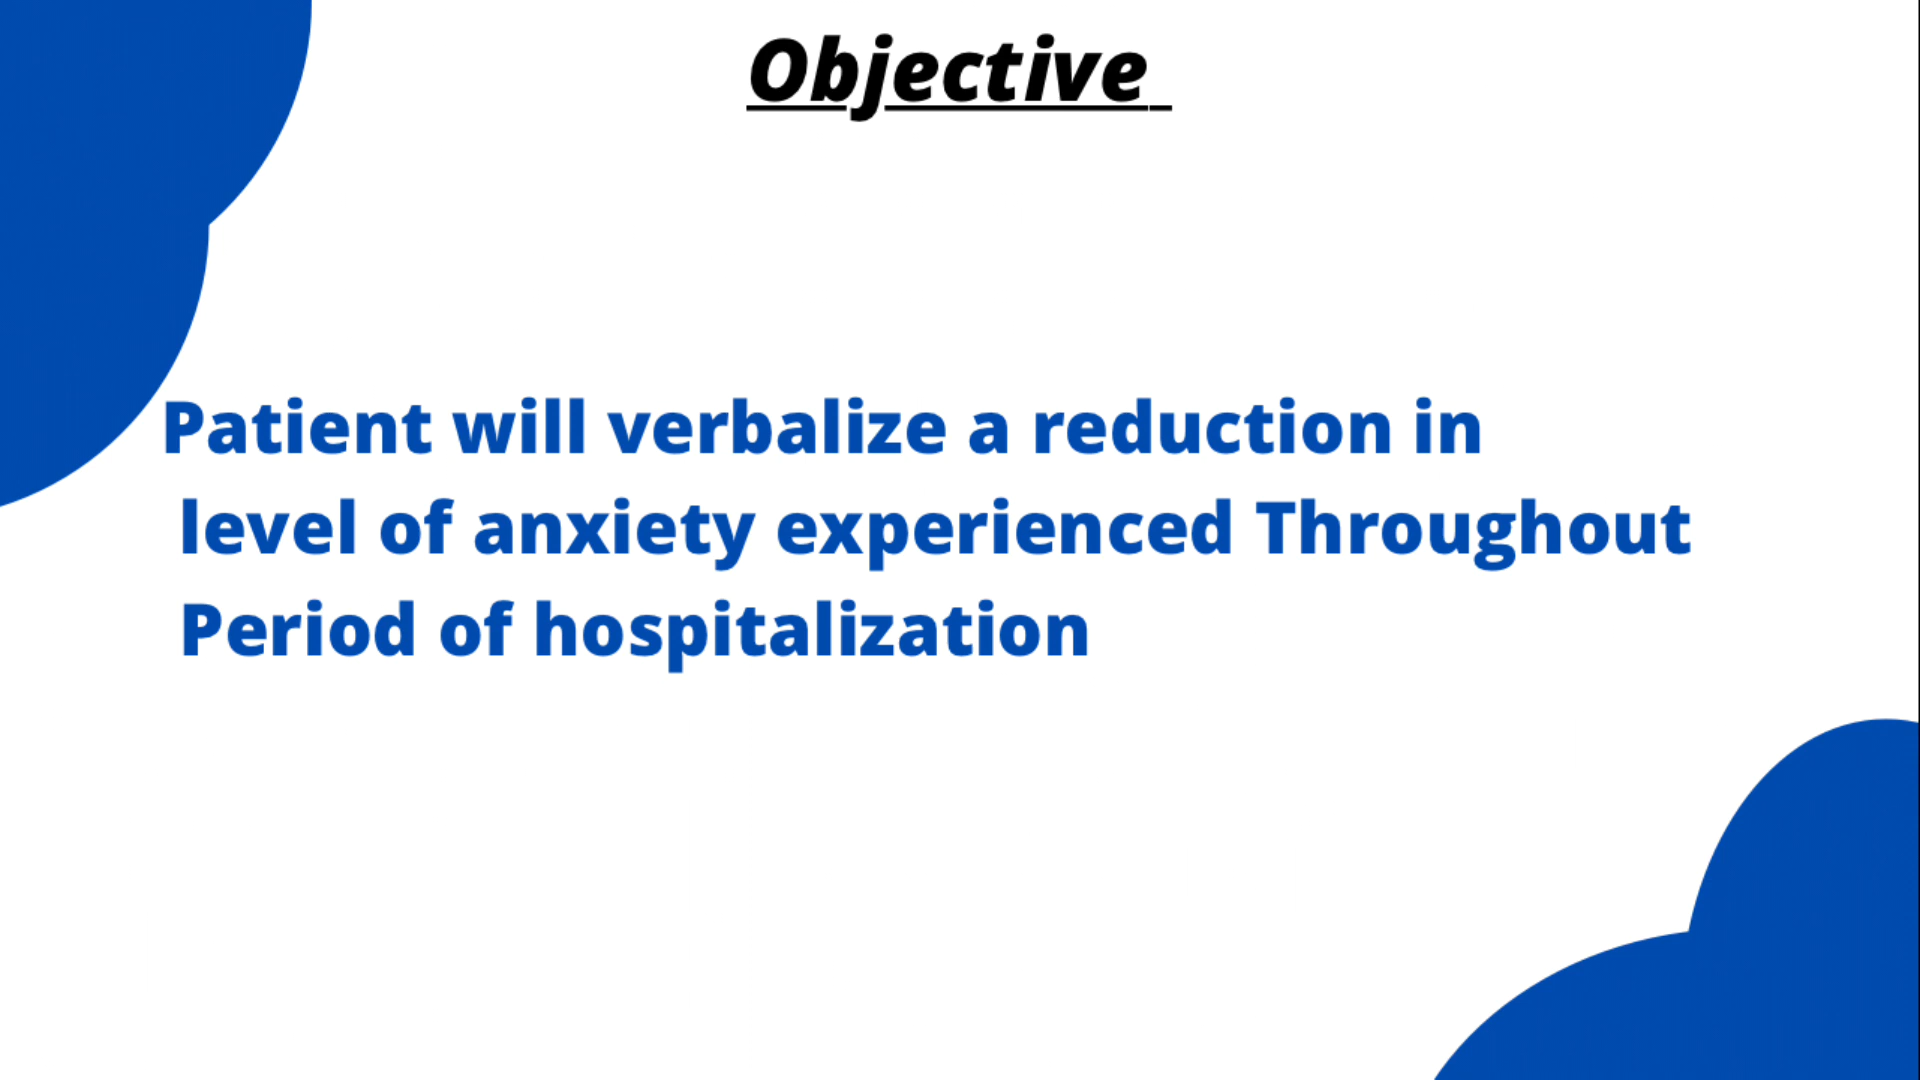 Objective
Patient will verbalize a reduction in
level of anxiety experienced Throughout
Period of hospitalization